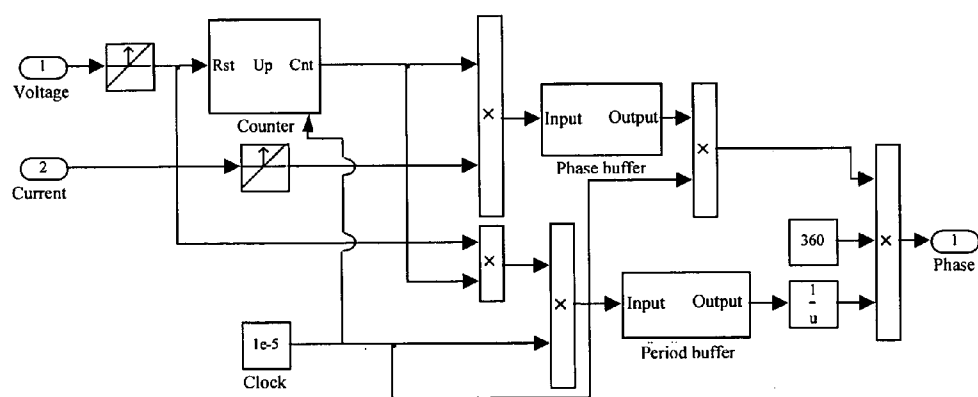 1
Voltage
Rst Up Cnt
Counter
2
Current
×
Input Output
Phase buffer
×
×
360
×
1
Phase
×
Input Output
Period buffer
1
u
1e-5
Clock